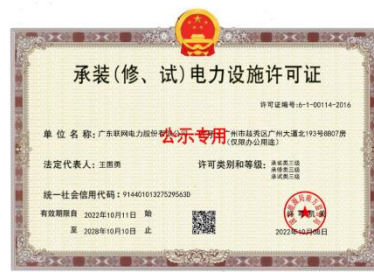 承装(修、试)电力设施许可证
许可证编号:6-1-00114-2016
单位名称:广东联网电力股份 广州市越秀区广州大道北193号8807房
(仅限办公用途)
公示专用
法定代表人:王 许可类别和等级:承装类三级
承修类三级
承试类三级
统一社会信用代码:91440101327529563D
有效期限自 2022年10月11日 始
至 2028年10月10日 止
2022年10月08日